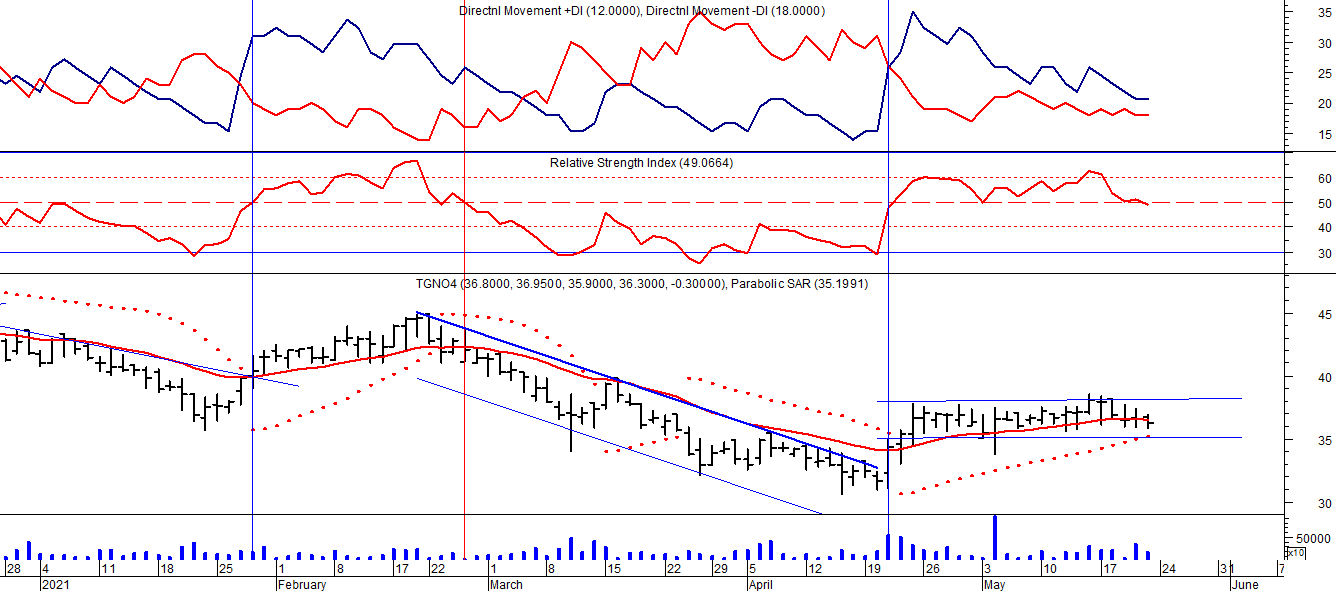 Directnl Movement +DI (12.0000), Directnl Movement -DI (18.0000)
35
30
25
20
15
Relative Strength Index (49.0664)
60
50
40
30
TGNO4 (36.8000, 36.9500, 35.9000, 36.3000, -0.30000), Parabolic SAR (35.1991)
45
40
35
30
50000
x10
28 4 11 18 25 1 8 17 22 1 8 15 22 29 5 12 19 26 3 10 17 24 31 7
2021 February March April May June